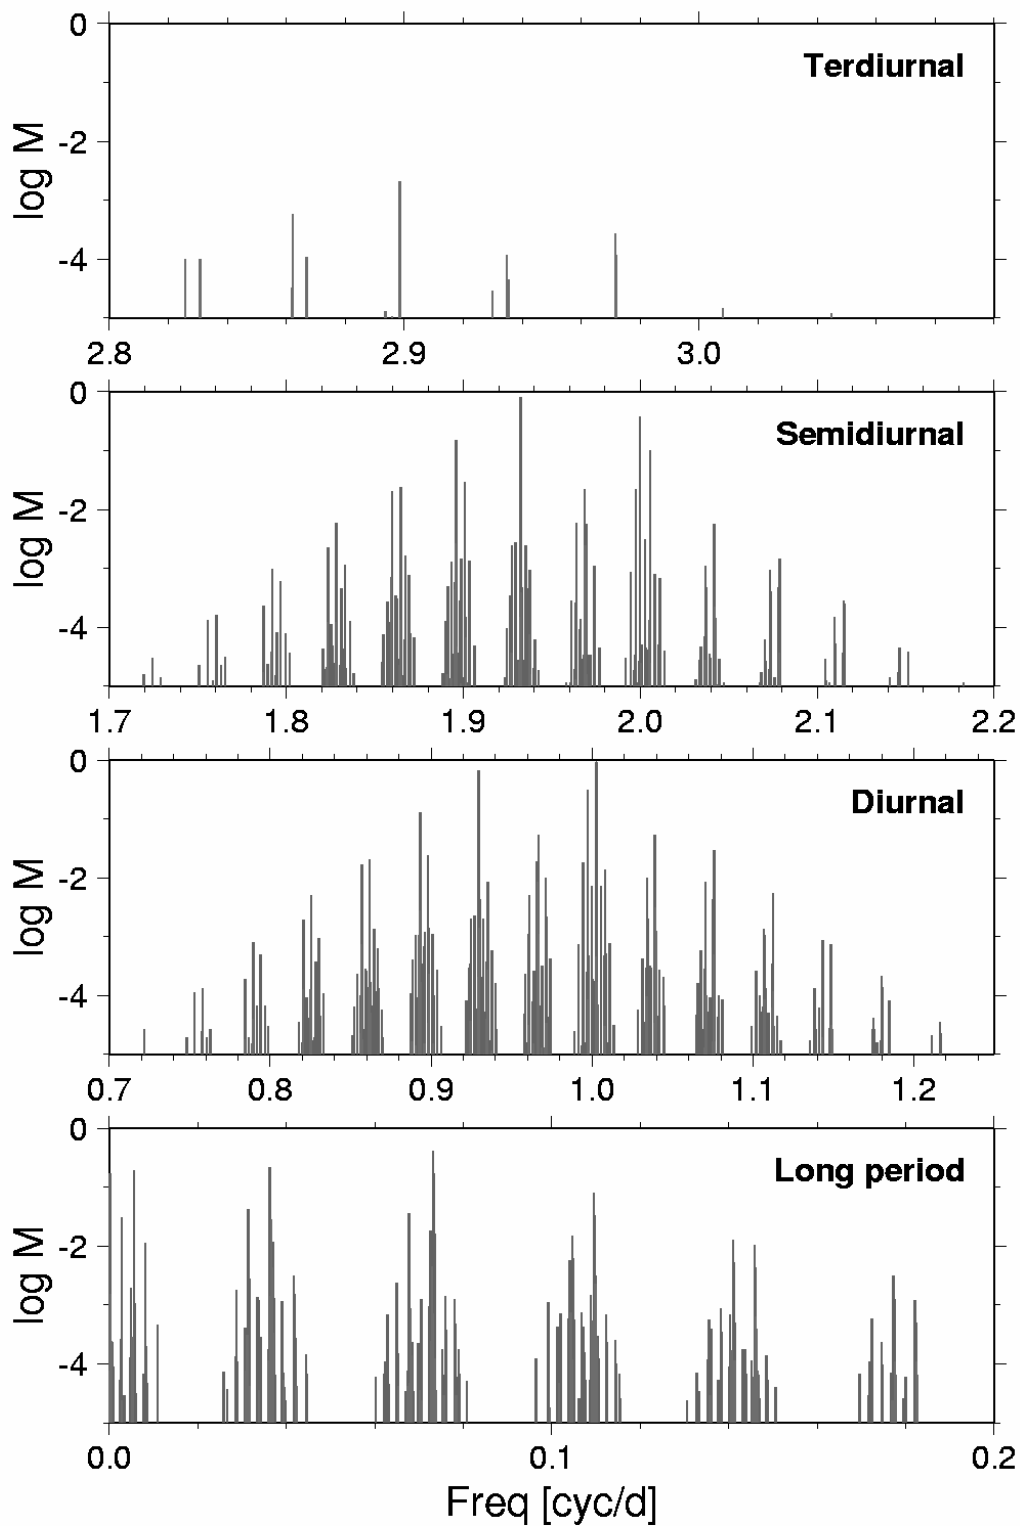 0
Terdiurnal
log M
-2
-4
2.8 2.9 3.0
0
Semidiurnal
log M
-2
-4
1.7 1.8 1.9 2.0 2.1 2.2
0
Diurnal
log M
-2
-4
0.7 0.8 0.9 1.0 1.1 1.2
0
Long period
log M
-2
-4
0.0 0.1 0.2
Freq [cyc/d]